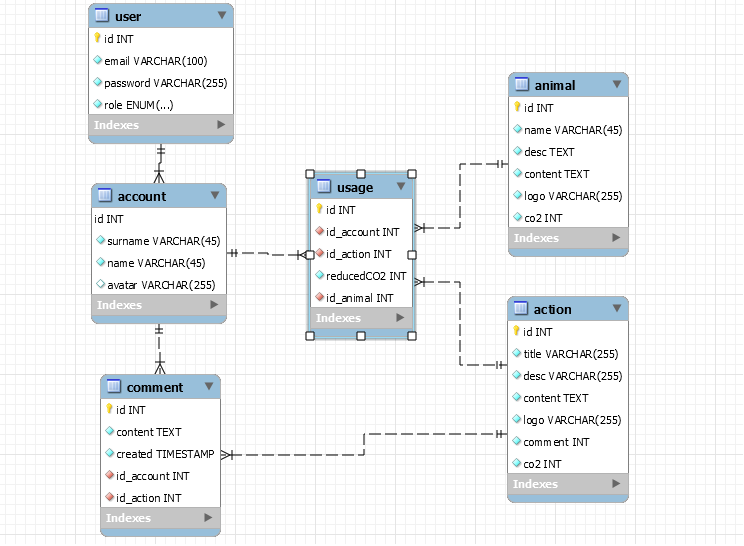 user
id INT
email VARCHAR(100)
password VARCHAR(255)
role ENUM(...)
Indexes
account
id INT
surname VARCHAR(45)
name VARCHAR(45)
avatar VARCHAR(255)
Indexes
comment
id INT
content TEXT
created TIMESTAMP
id_account INT
id_action INT
Indexes
usage
id INT
id_account INT
id_action INT
reducedCO2 INT
id_animal INT
Indexes
animal
id INT
name VARCHAR(45)
desc TEXT
content TEXT
logo VARCHAR(255)
co2 INT
Indexes
action
id INT
title VARCHAR(255)
desc VARCHAR(255)
content TEXT
logo VARCHAR(255)
comment INT
co2 INT
Indexes